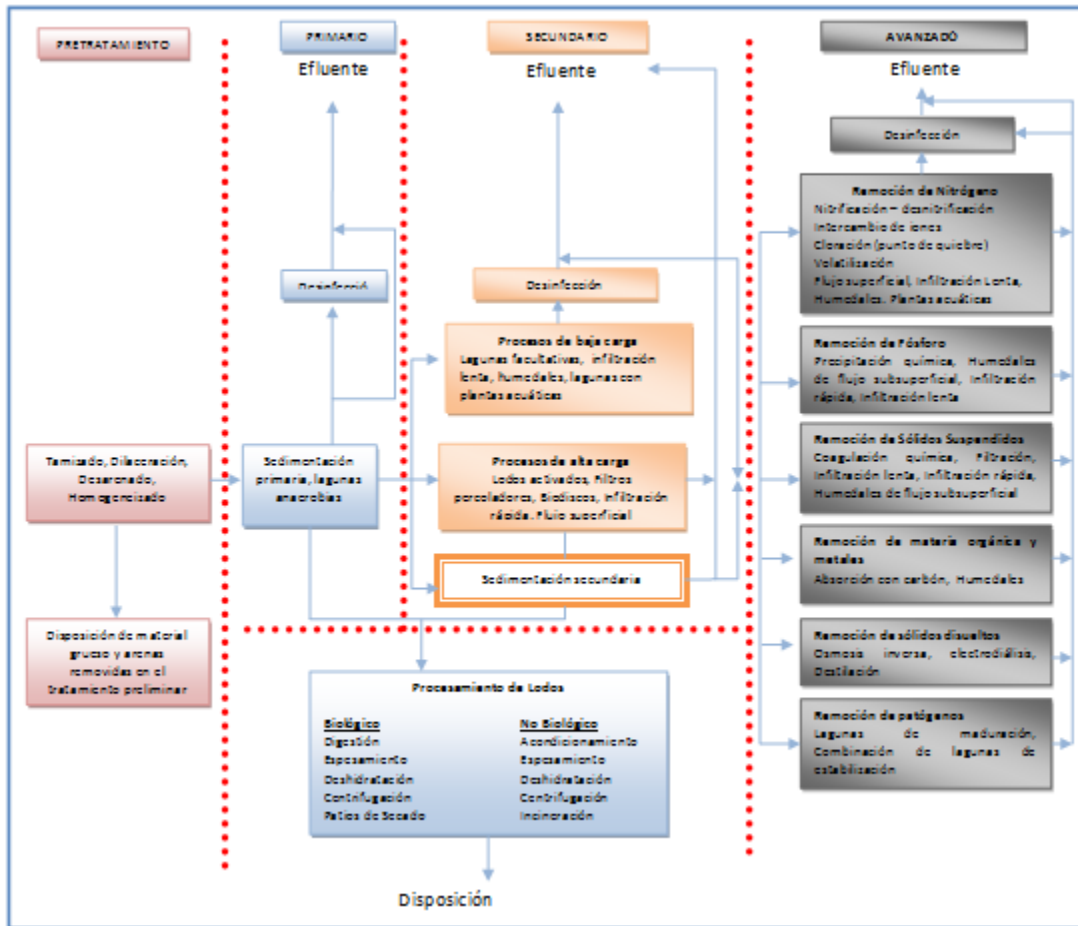 PRETRATAMIENTO
Tamizado, Dilaceración,
Desarenado,
Homogeneizado
Disposición de material
grueso y arenas
removidas en el
tratamiento preliminar
PRIMARIO
Efluente
Desinfecció
Sedimentación
primaria, lagunas
anaerobias
SECUNDARIO
Efluente
Desinfección
Procesos de baja carga
Lagunas facultativas, infiltración
lenta, humedales, lagunas con
plantas acuáticas
Procesos de alta carga
Lodos activados, Filtros
percoladores, Biodiscos, Infiltración
rápida. Flujo superficial
Sedimentación secundaria
Procesamiento de Lodos
Biológico
Digestión
Espesamiento
Deshidratación
Centrifugación
Patios de Secado
No Biológico
Acondicionamiento
Espesamiento
Deshidratación
Centrifugación
Incineración
Disposición
AVANZADO
Efluente
Desinfección
Remoción de Nitrógeno
Nitrificación – desnitrificación
Intercambio de iones
Cloración (punto de quiebre)
Volatilización
Flujo superficial, Infiltración Lenta,
Humedales. Plantas acuáticas
Remoción de Fósforo
Precipitación química, Humedales
de flujo subsuperficial, Infiltración
rápida, Infiltración lenta
Remoción de Sólidos Suspendidos
Coagulación química, Filtración,
Infiltración lenta, Infiltración rápida,
Humedales de flujo subsuperficial
Remoción de materia orgánica y
metales
Absorción con carbón, Humedales
Remoción de sólidos disueltos
Osmosis inversa, electrodiálisis,
Destilación
Remoción de patógenos
Lagunas de maduración,
Combinación de lagunas de
estabilización